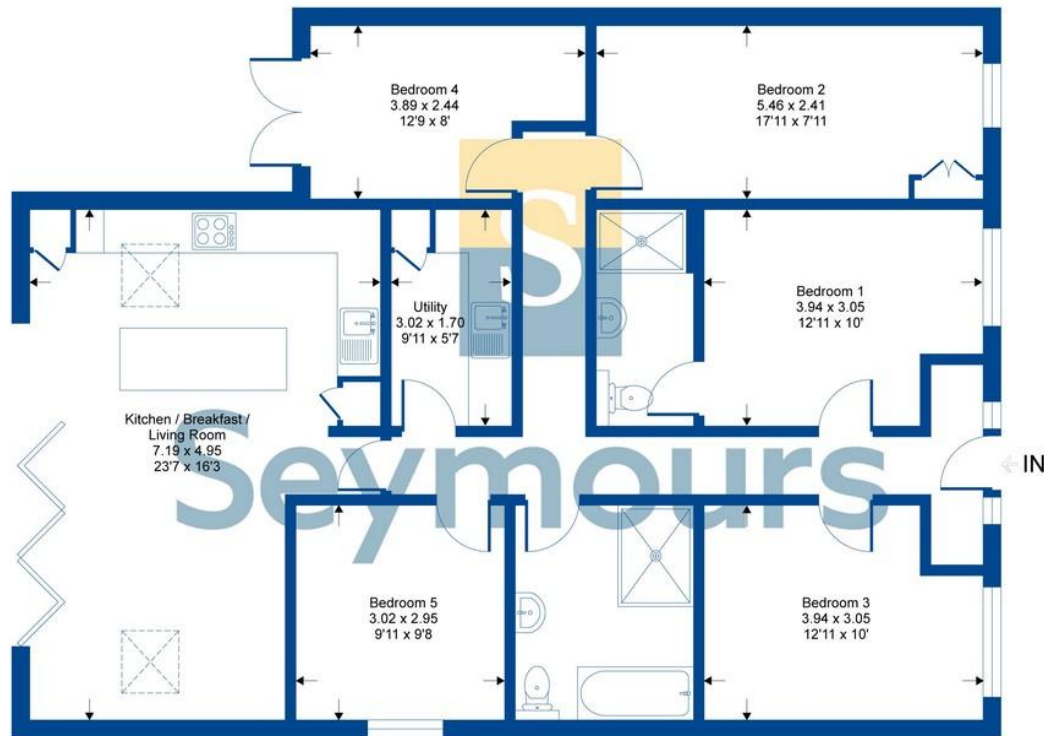 Bedroom 4
3.89 x 2.44
12'9 x 8'
Bedroom 2
5.46 x 2.41
17'11 x 7'11
S
Utility
3.02 x 1.70
9'11 x 5'7
Bedroom 1
3.94 x 3.05
12'11 x 10'
Kitchen / Breakfast /
Living Room
7.19 x 4.95
23'7 x 16'3
IN
Seymours
Bedroom 5
3.02 x 2.95
9'11 x 9'8
Bedroom 3
3.94 x 3.05
12'11 x 10'